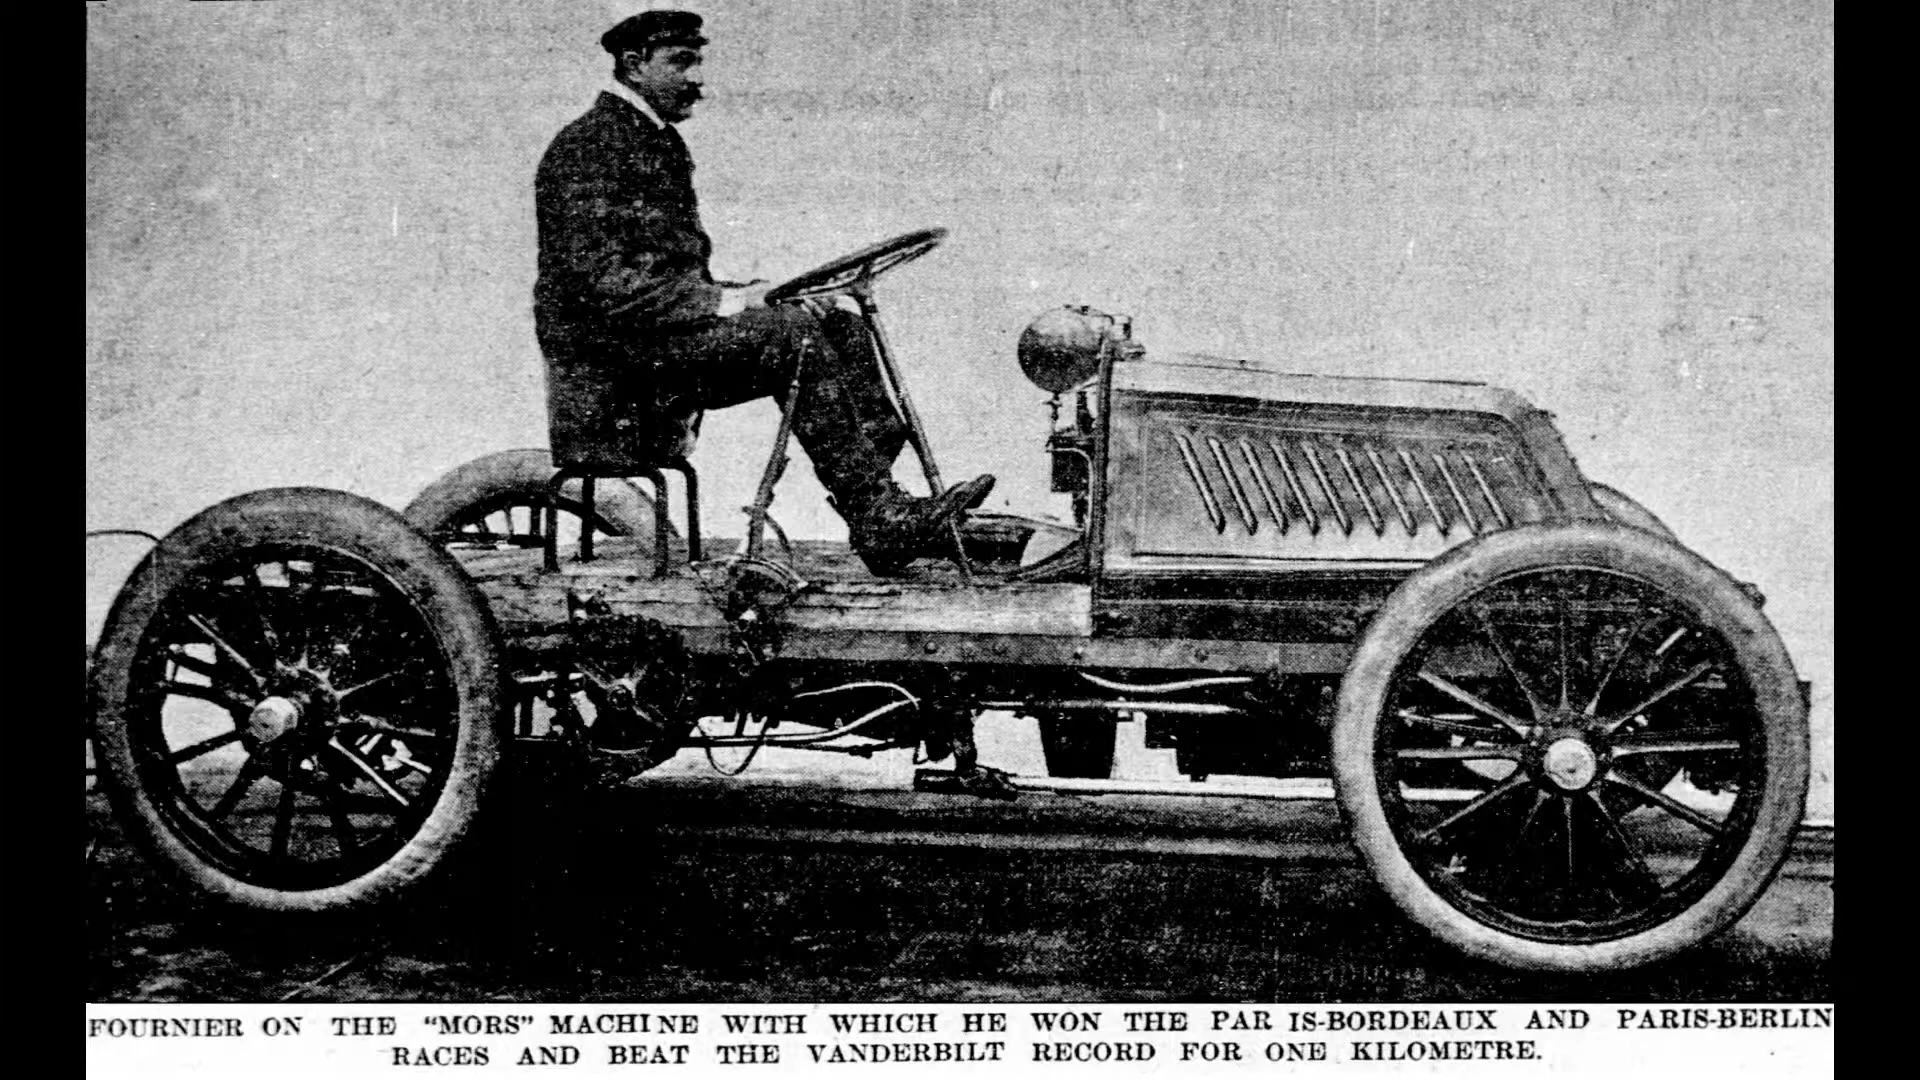 FOURNIER ON THE "MORS" MACHINE WITH WHICH HE WON THE PAR IS-BORDEAUX AND PARIS-BERLIN
RACES AND BEAT THE VANDERBILT RECORD FOR ONE KILOMETRE.